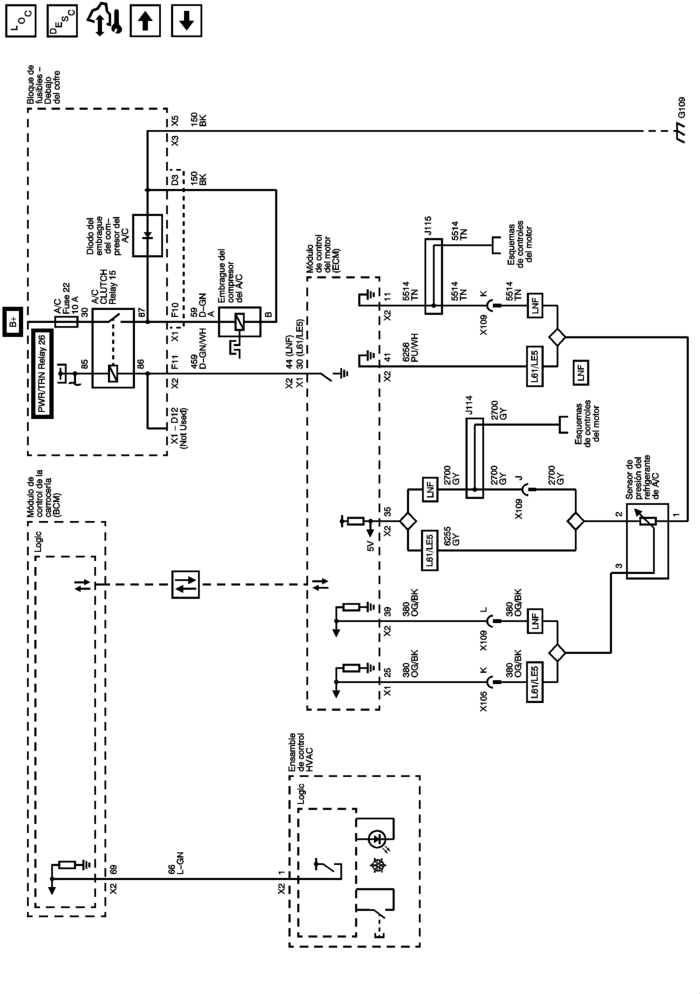 LOC
DESC
B+
PWR/TRN Relay 26
Bloque de
fusibles –
Debajo
del cofre
A/C
Fuse 22
10 A
30
A/C
CLUTCH
Relay 15
85
86
87
Diodo del
embrague
del com–
presor del
A/C
X1 – D12
(Not Used)
X2
F11
X1
F10
D3
X3
X5
150
BK
150
BK
459
D–GN/WH
59
D–GN
A
Embrague del
compresor
del A/C
B
G109
Módulo de
control de la
carrocería
(BCM)
Logic
X2
69
66
L–GN
X2
1
Ensamble
de control
HVAC
Logic
Módulo
de control
del motor
(ECM)
X2
44 (LNF)
X1
30 (L61/LE5)
X1
25
380
OG/BK
X105
K
380
OG/BK
L61/LE5
X2
39
380
OG/BK
X109
L
380
OG/BK
LNF
5V
X2
35
L61/LE5
6255
GY
LNF
2700
GY
J114
2700
GY
2700
GY
X109
J
2700
GY
Esquemas
de controles
del motor
X2
41
6256
PU/WH
L61/LE5
LNF
X2
11
5514
TN
J115
5514
TN
5514
TN
X109
K
5514
TN
LNF
Esquemas
de controles
del motor
Sensor de
presión del
refrigerante
de A/C
3
2
1